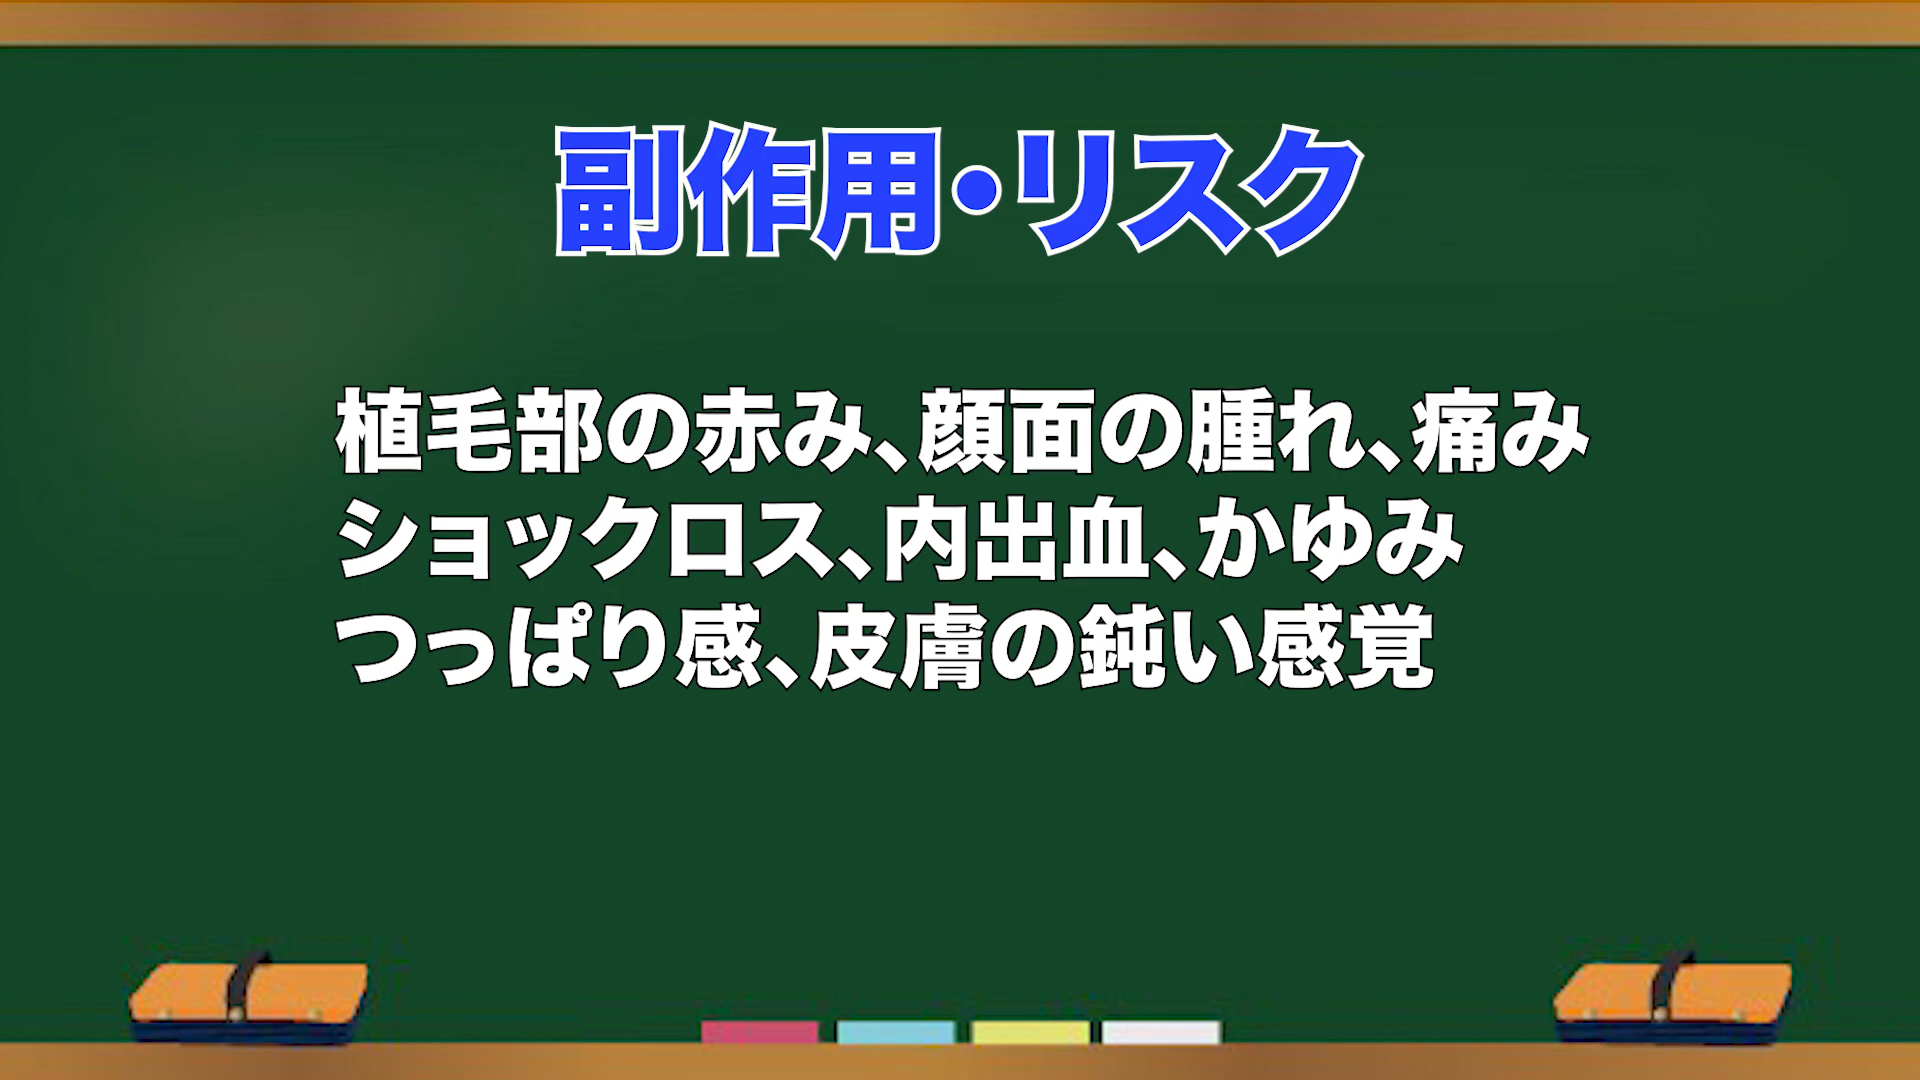 副作用・リスク
植毛部の赤み、顔面の腫れ、痛み
ショックロス、内出血、かゆみ
つっぱり感、皮膚の鈍い感覚